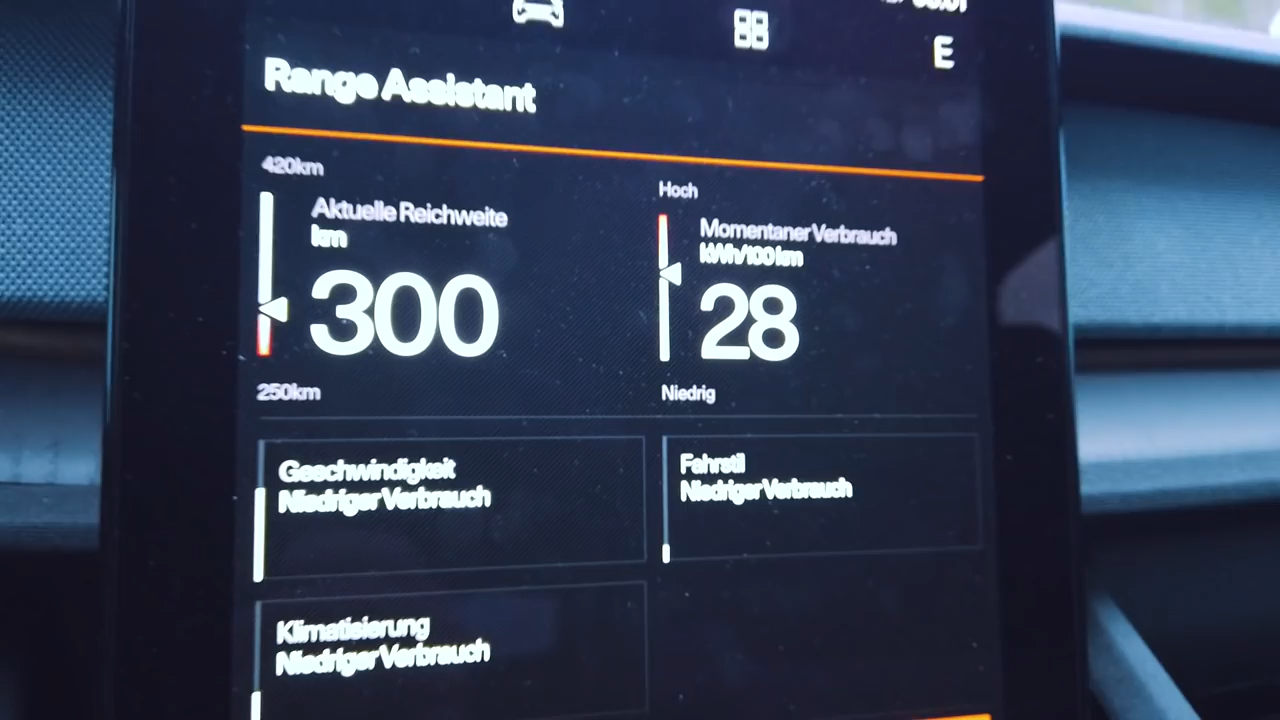 E
Range Assistant
420km
Aktuelle Reichweite
km
300
250km
Hoch
Momentaner Verbrauch
kWh/100 km
28
Niedrig
Geschwindigkeit
Niedriger Verbrauch
Fahrstil
Niedriger Verbrauch
Klimatisierung
Niedriger Verbrauch